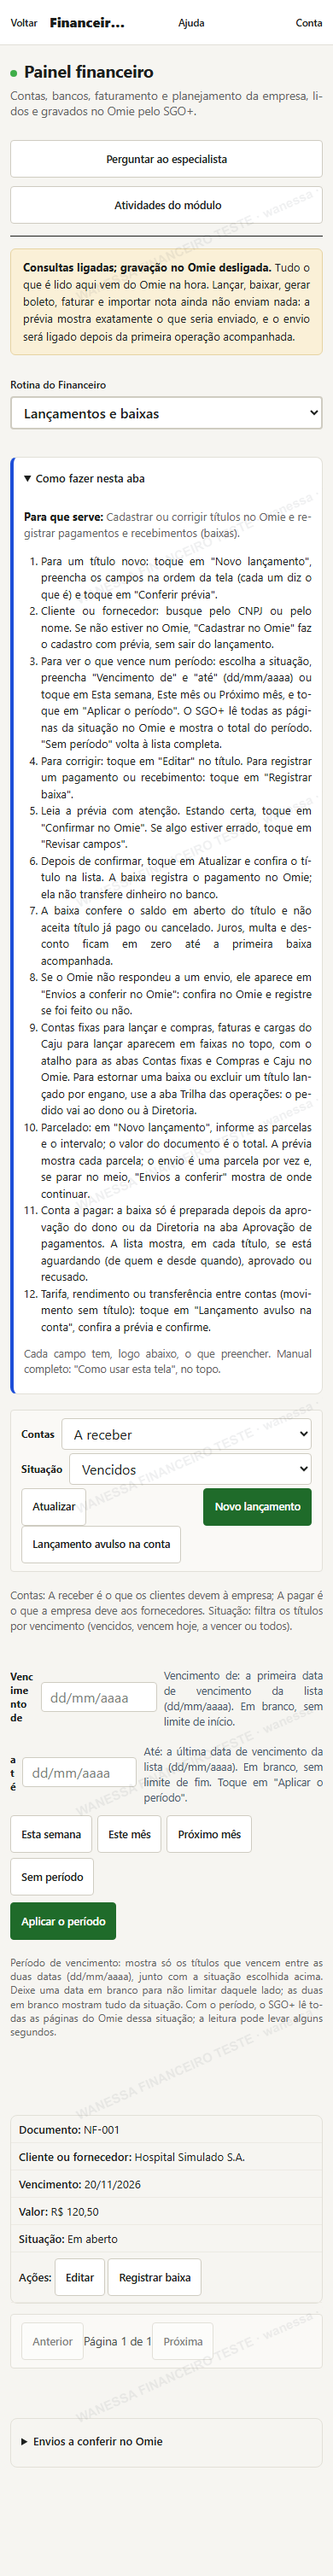 Voltar Financeir... Ajuda Conta
Painel financeiro
Contas, bancos, faturamento e planejamento da empresa, li-
dos e gravados no Omie pelo SGO+.
Perguntar ao especialista
Atividades do módulo
Consultas ligadas; gravação no Omie desligada. Tudo o
que é lido aqui vem do Omie na hora. Lançar, baixar, gerar
boleto, faturar e importar nota ainda não enviam nada: a
prévia mostra exatamente o que seria enviado, e o envio
será ligado depois da primeira operação acompanhada.
Rotina do Financeiro
Lançamentos e baixas
▼ Como fazer nesta aba
Para que serve: Cadastrar ou corrigir títulos no Omie e re-
gistrar pagamentos e recebimentos (baixas).
1. Para um título novo: toque em "Novo lançamento",
preencha os campos na ordem da tela (cada um diz o
que é) e toque em "Conferir prévia".
2. Cliente ou fornecedor: busque pelo CNPJ ou pelo
nome. Se não estiver no Omie, "Cadastrar no Omie" faz
o cadastro com prévia, sem sair do lançamento.
3. Para ver o que vence num período: escolha a situação,
preencha "Vencimento de" e "até" (dd/mm/aaaa) ou
toque em Esta semana, Este mês ou Próximo mês, e to-
que em "Aplicar o período". O SGO+ lê todas as pági-
nas da situação no Omie e mostra o total do período.
"Sem período" volta à lista completa.
4. Para corrigir: toque em "Editar" no título. Para registrar
um pagamento ou recebimento: toque em "Registrar
baixa".
5. Leia a prévia com atenção. Estando certa, toque em
"Confirmar no Omie". Se algo estiver errado, toque em
"Revisar campos".
6. Depois de confirmar, toque em Atualizar e confira o tí-
tulo na lista. A baixa registra o pagamento no Omie;
ela não transfere dinheiro no banco.
7. A baixa confere o saldo em aberto do título e não
aceita título já pago ou cancelado. Juros, multa e des-
conto ficam em zero até a primeira baixa
acompanhada.
8. Se o Omie não respondeu a um envio, ele aparece em
"Envios a conferir no Omie": confira no Omie e registre
se foi feito ou não.
9. Contas fixas para lançar e compras, faturas e cargas do
Caju para lançar aparecem em faixas no topo, com o
atalho para as abas Contas fixas e Compras e Caju no
Omie. Para estornar uma baixa ou excluir um título lan-
çado por engano, use a aba Trilha das operações: o pe-
dido vai ao dono ou à Diretoria.
10. Parcelado: em "Novo lançamento", informe as parcelas
e o intervalo; o valor do documento é o total. A prévia
mostra cada parcela; o envio é uma parcela por vez e,
se parar no meio, "Envios a conferir" mostra de onde
continuar.
11. Conta a pagar: a baixa só é preparada depois da apro-
vação do dono ou da Diretoria na aba Aprovação de
pagamentos. A lista mostra, em cada título, se está
aguardando (de quem e desde quando), aprovado ou
recusado.
12. Tarifa, rendimento ou transferência entre contas (movi-
mento sem título): toque em "Lançamento avulso na
conta", confira a prévia e confirme.
Cada campo tem, logo abaixo, o que preencher. Manual
completo: "Como usar esta tela", no topo.
Contas A receber
Situação Vencidos
Atualizar Novo lançamento
Lançamento avulso na conta
Contas: A receber é o que os clientes devem à empresa; A pagar é
o que a empresa deve aos fornecedores. Situação: filtra os títulos
por vencimento (vencidos, vencem hoje, a vencer ou todos).
Venc
ime
nto
de
dd/mm/aaaa
Vencimento de: a primeira data
de vencimento da lista
(dd/mm/aaaa). Em branco, sem
limite de início.
a
t
é
dd/mm/aaaa
Até: a última data de vencimento da
lista (dd/mm/aaaa). Em branco, sem
limite de fim. Toque em "Aplicar o
período".
Esta semana Este mês Próximo mês
Sem período
Aplicar o período
Período de vencimento: mostra só os títulos que vencem entre as
duas datas (dd/mm/aaaa), junto com a situação escolhida acima.
Deixe uma data em branco para não limitar daquele lado; as duas
em branco mostram tudo da situação. Com o período, o SGO+ lê to-
das as páginas do Omie dessa situação; a leitura pode levar alguns
segundos.
Documento: NF-001
Cliente ou fornecedor: Hospital Simulado S.A.
Vencimento: 20/11/2026
Valor: R$ 120,50
Situação: Em aberto
Ações: Editar Registrar baixa
Anterior Página 1 de 1 Próxima
▶ Envios a conferir no Omie
WANESSA FINANCEIRO TESTE · wanessa ·